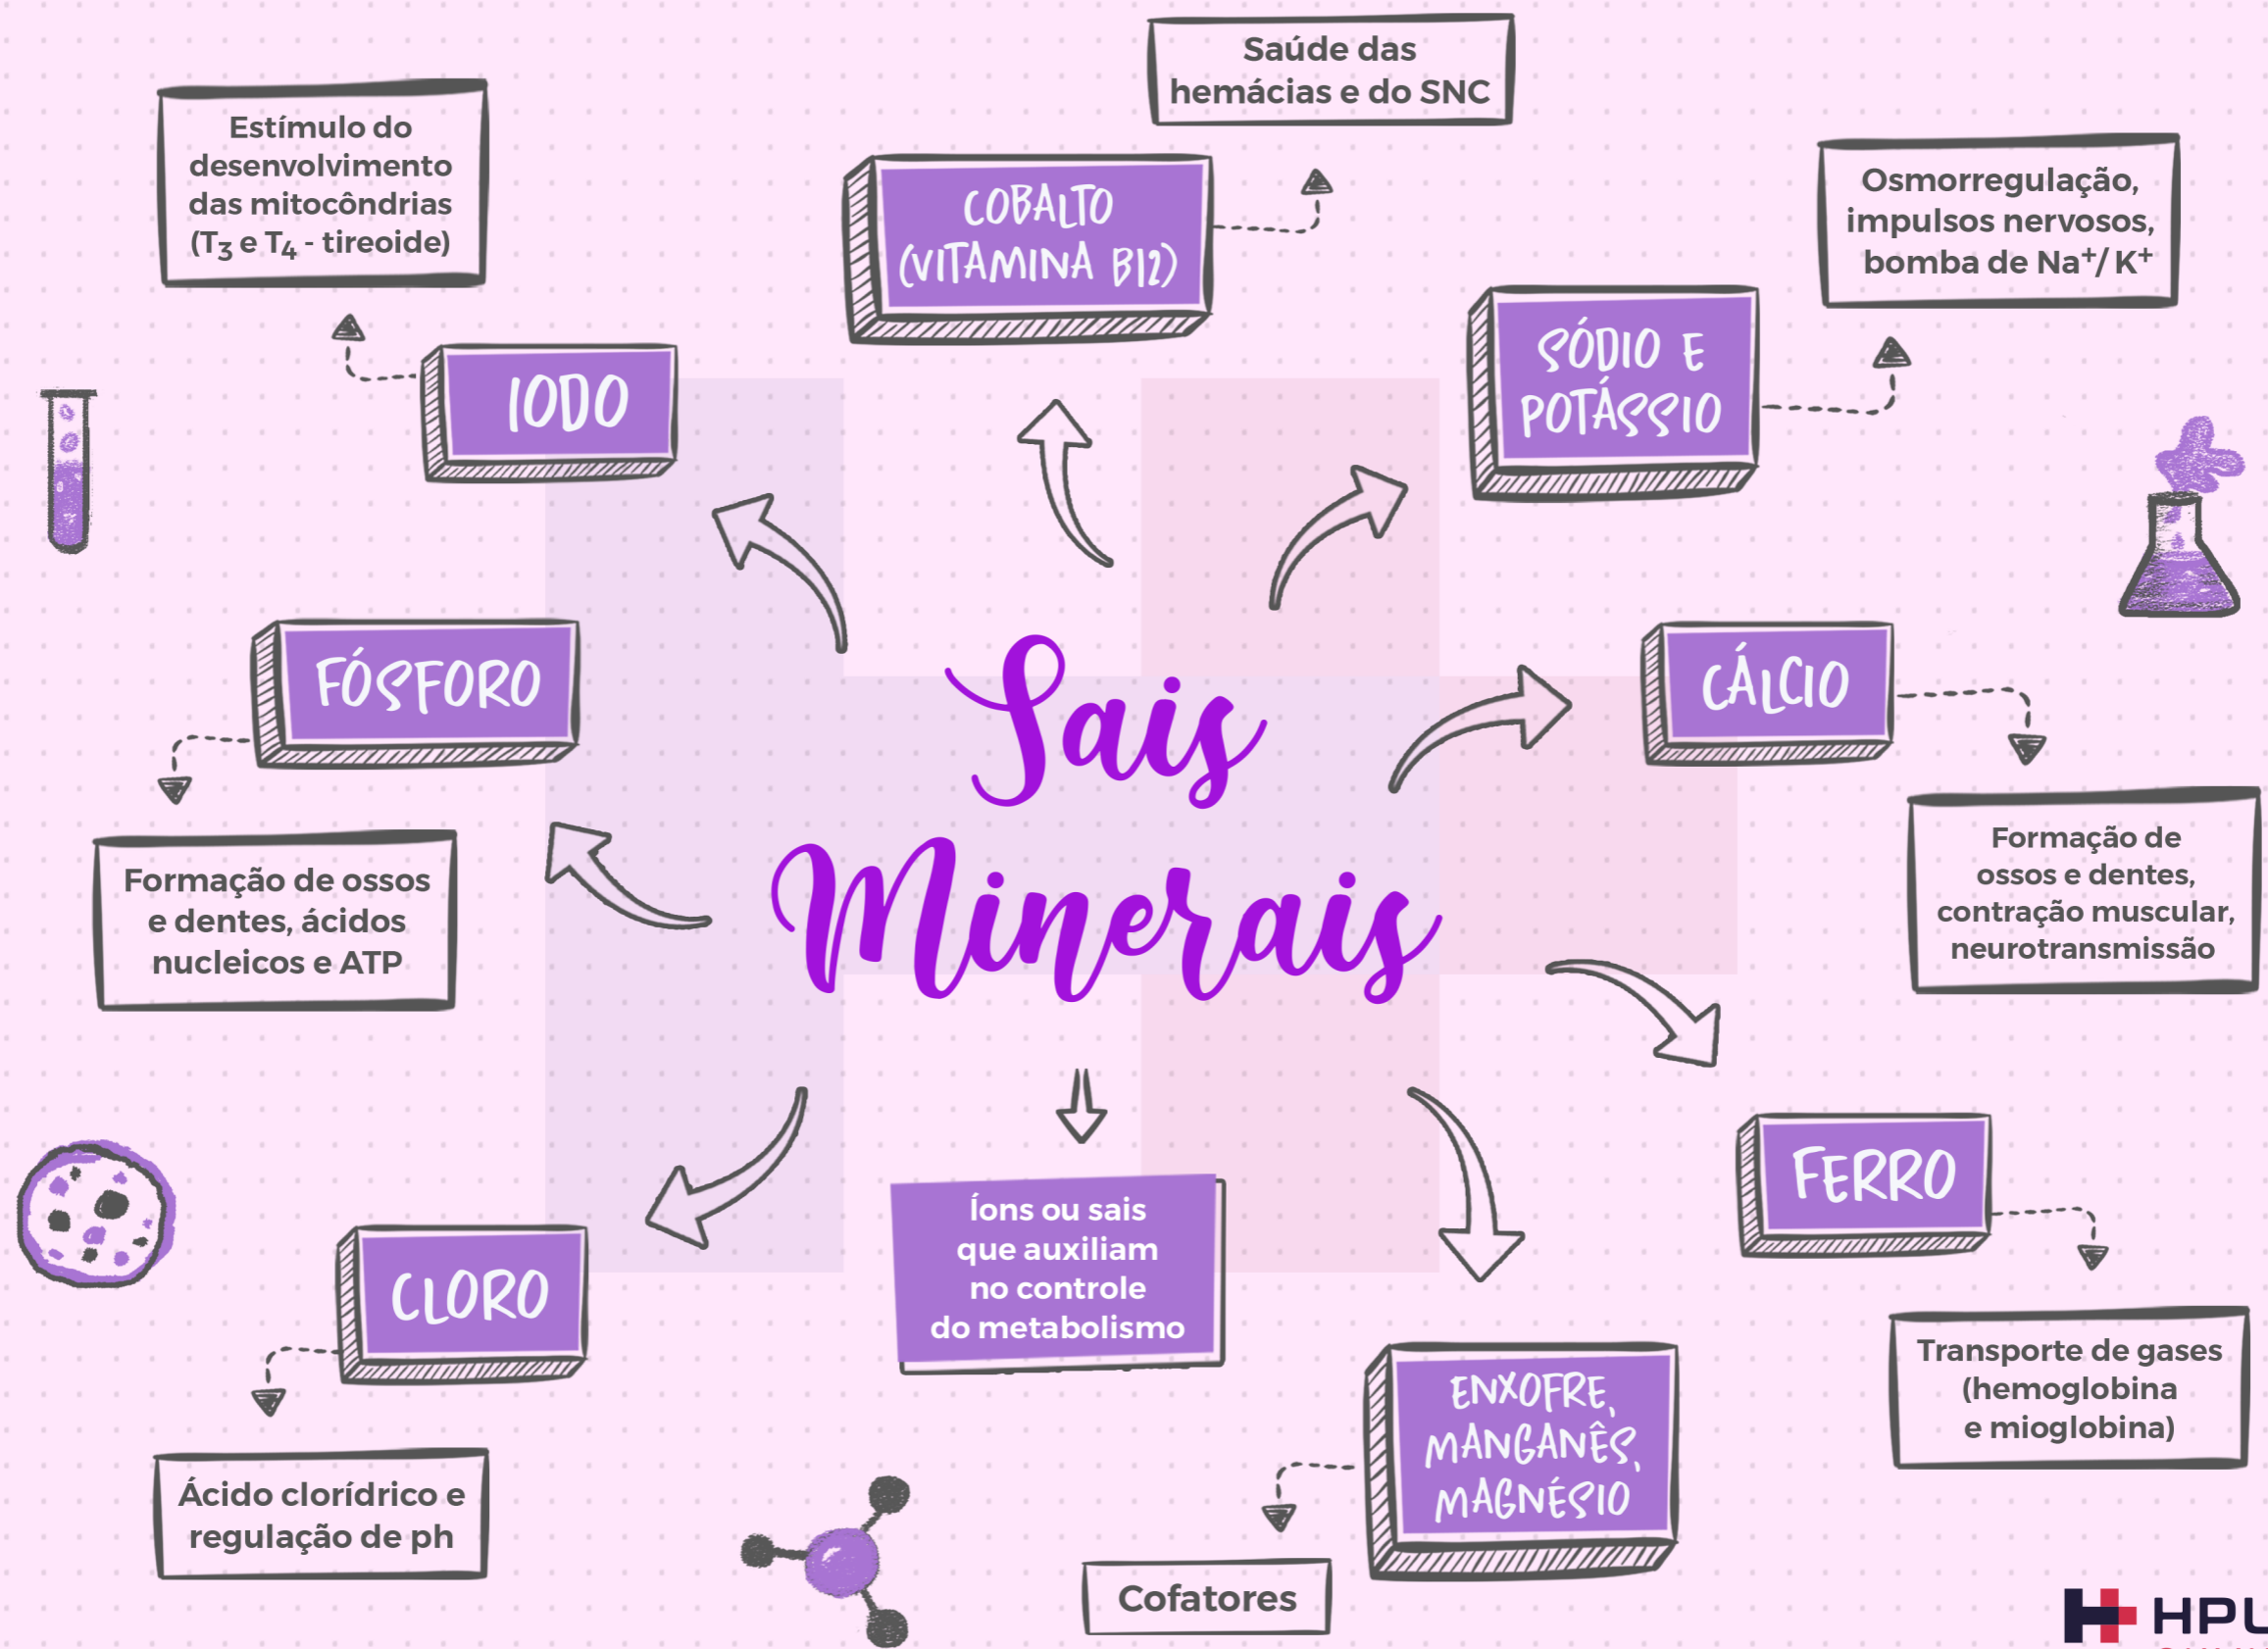 Saúde das
hemácias e do SNC
Estímulo do
desenvolvimento
das mitocôndrias
(T₃ e T₄ - tireoide)
COBALTO
(VITAMINA B12)
Osmorregulação,
impulsos nervosos,
bomba de Na⁺/ K⁺
IODO
SÓDIO E
POTÁSSIO
FÓSFORO
CÁLCIO
Sais
Minerais
Formação de ossos
e dentes, ácidos
nucleicos e ATP
Formação de
ossos e dentes,
contração muscular,
neurotransmissão
FERRO
CLORO
Íons ou sais
que auxiliam
no controle
do metabolismo
Transporte de gases
(hemoglobina
e mioglobina)
ENXOFRE,
MANGANÊS,
MAGNÉSIO
Ácido clorídrico e
regulação de ph
Cofatores